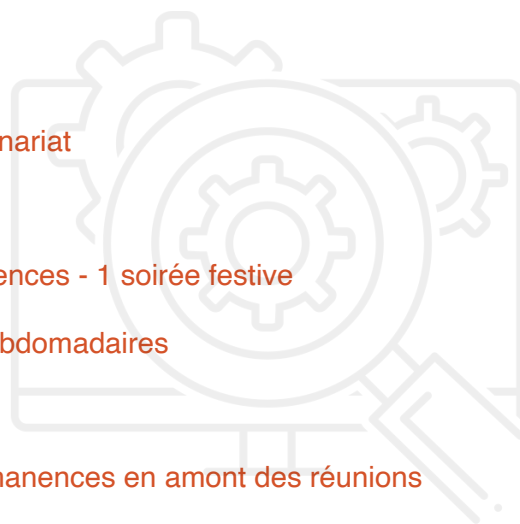 nariat
ences - 1 soirée festive
bdomadaires
nanences en amont des réunions